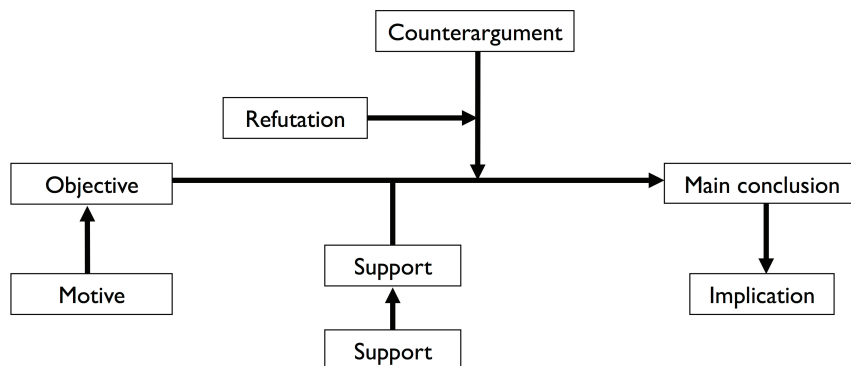 Counterargument
Refutation
Objective
Main conclusion
Support
Motive
Implication
Support